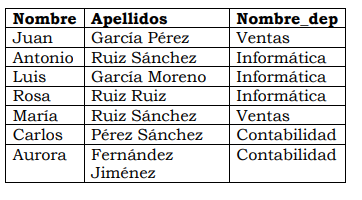 Nombre Apellidos Nombre_dep
Juan García Pérez Ventas
Antonio Ruiz Sánchez Informática
Luis García Moreno Informática
Rosa Ruiz Ruiz Informática
María Ruiz Sánchez Ventas
Carlos Pérez Sánchez Contabilidad
Aurora Fernández Contabilidad
Jiménez